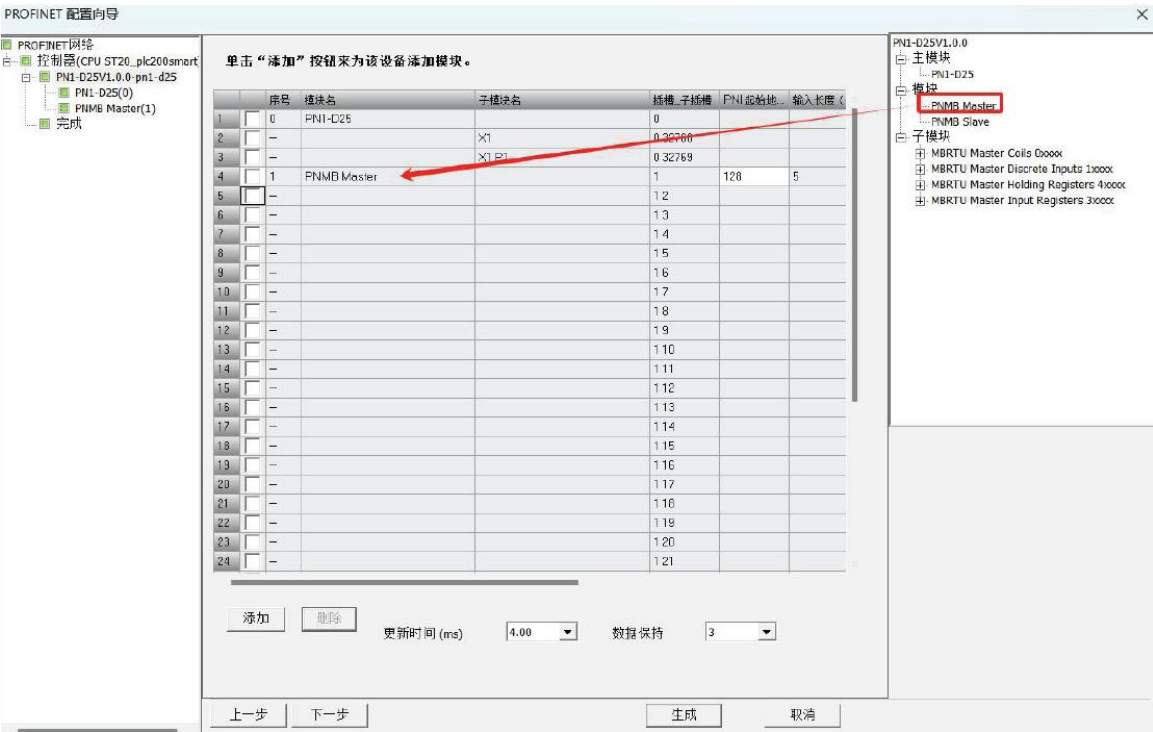 PROFINET 配置向导
PROFINET网络
控制器(CPU ST20_plc200smart
PN1-D25V1.0.0-pn1-d25
PN1-D25(0)
PNMB Master(1)
完成
单击“添加”按钮来为该设备添加模块。
序号 模块名 子模块名 插槽_子插槽 PNI 起始地... 输入长度 (
1 0 PN1-D25 0
2 – X1 0 32768
3 – X1 P1 0 32769
4 1 PNMB Master 1 128 5
5 – 1 2
6 – 1 3
7 – 1 4
8 – 1 5
9 – 1 6
10 – 1 7
11 – 1 8
12 – 1 9
13 – 1 10
14 – 1 11
15 – 1 12
16 – 1 13
17 – 1 14
18 – 1 15
19 – 1 16
20 – 1 17
21 – 1 18
22 – 1 19
23 – 1 20
24 – 1 21
添加 删除
更新时间 (ms) 4.00 数据保持 3
上一步 下一步 生成 取消
PN1-D25V1.0.0
主模块
PN1-D25
模块
PNMB Master
PNMB Slave
子模块
MBRTU Master Coils 0xxxx
MBRTU Master Discrete Inputs 1xxxx
MBRTU Master Holding Registers 4xxxx
MBRTU Master Input Registers 3xxxx